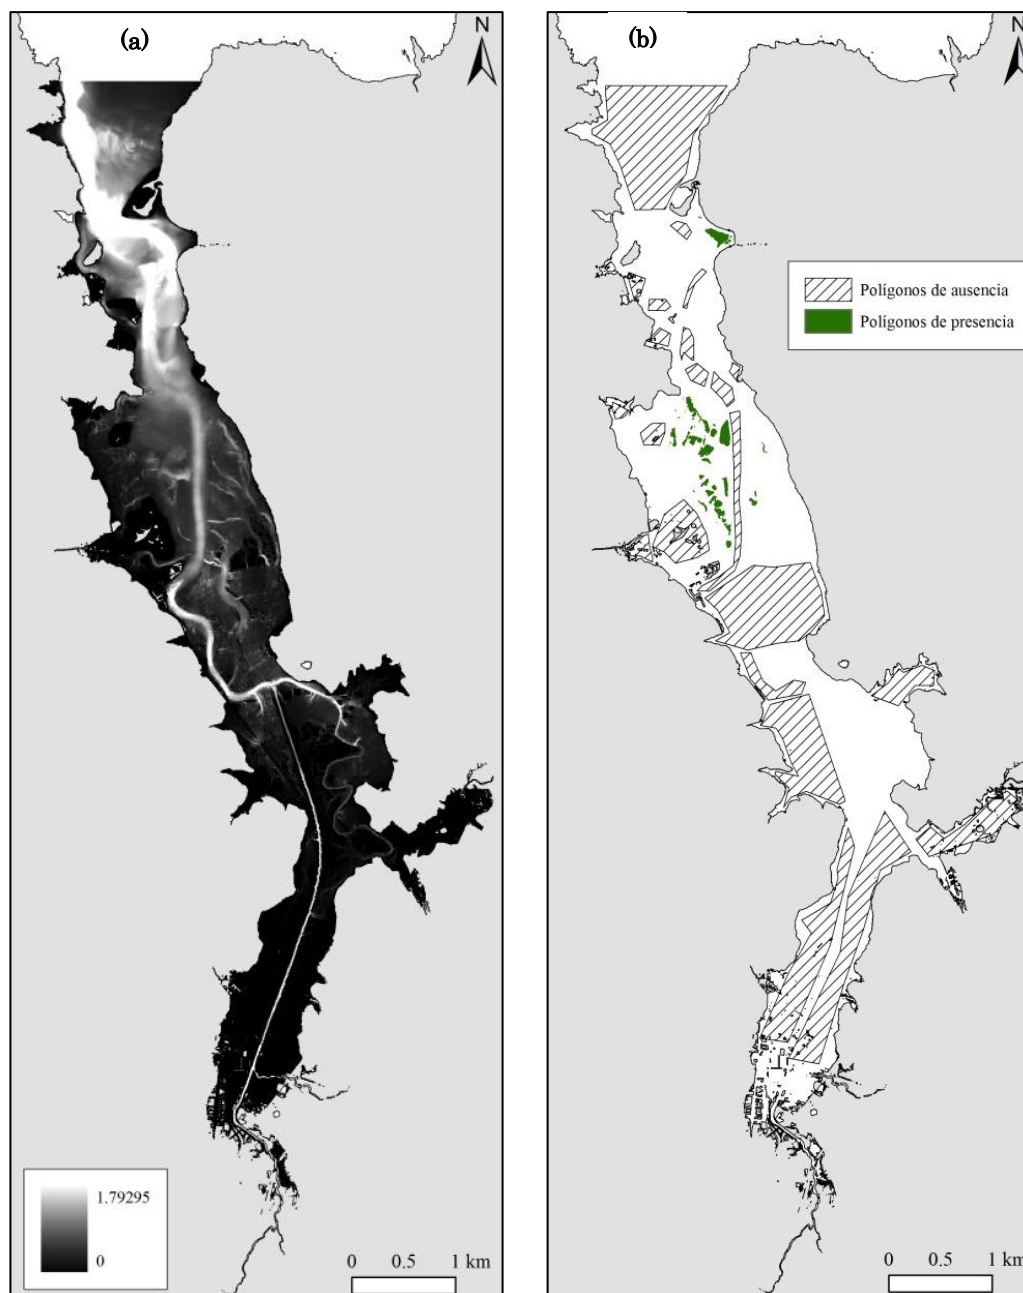 (a)
N
1.79295
0
0 0.5 1 km
(b)
N
Polígonos de ausencia
Polígonos de presencia
0 0.5 1 km